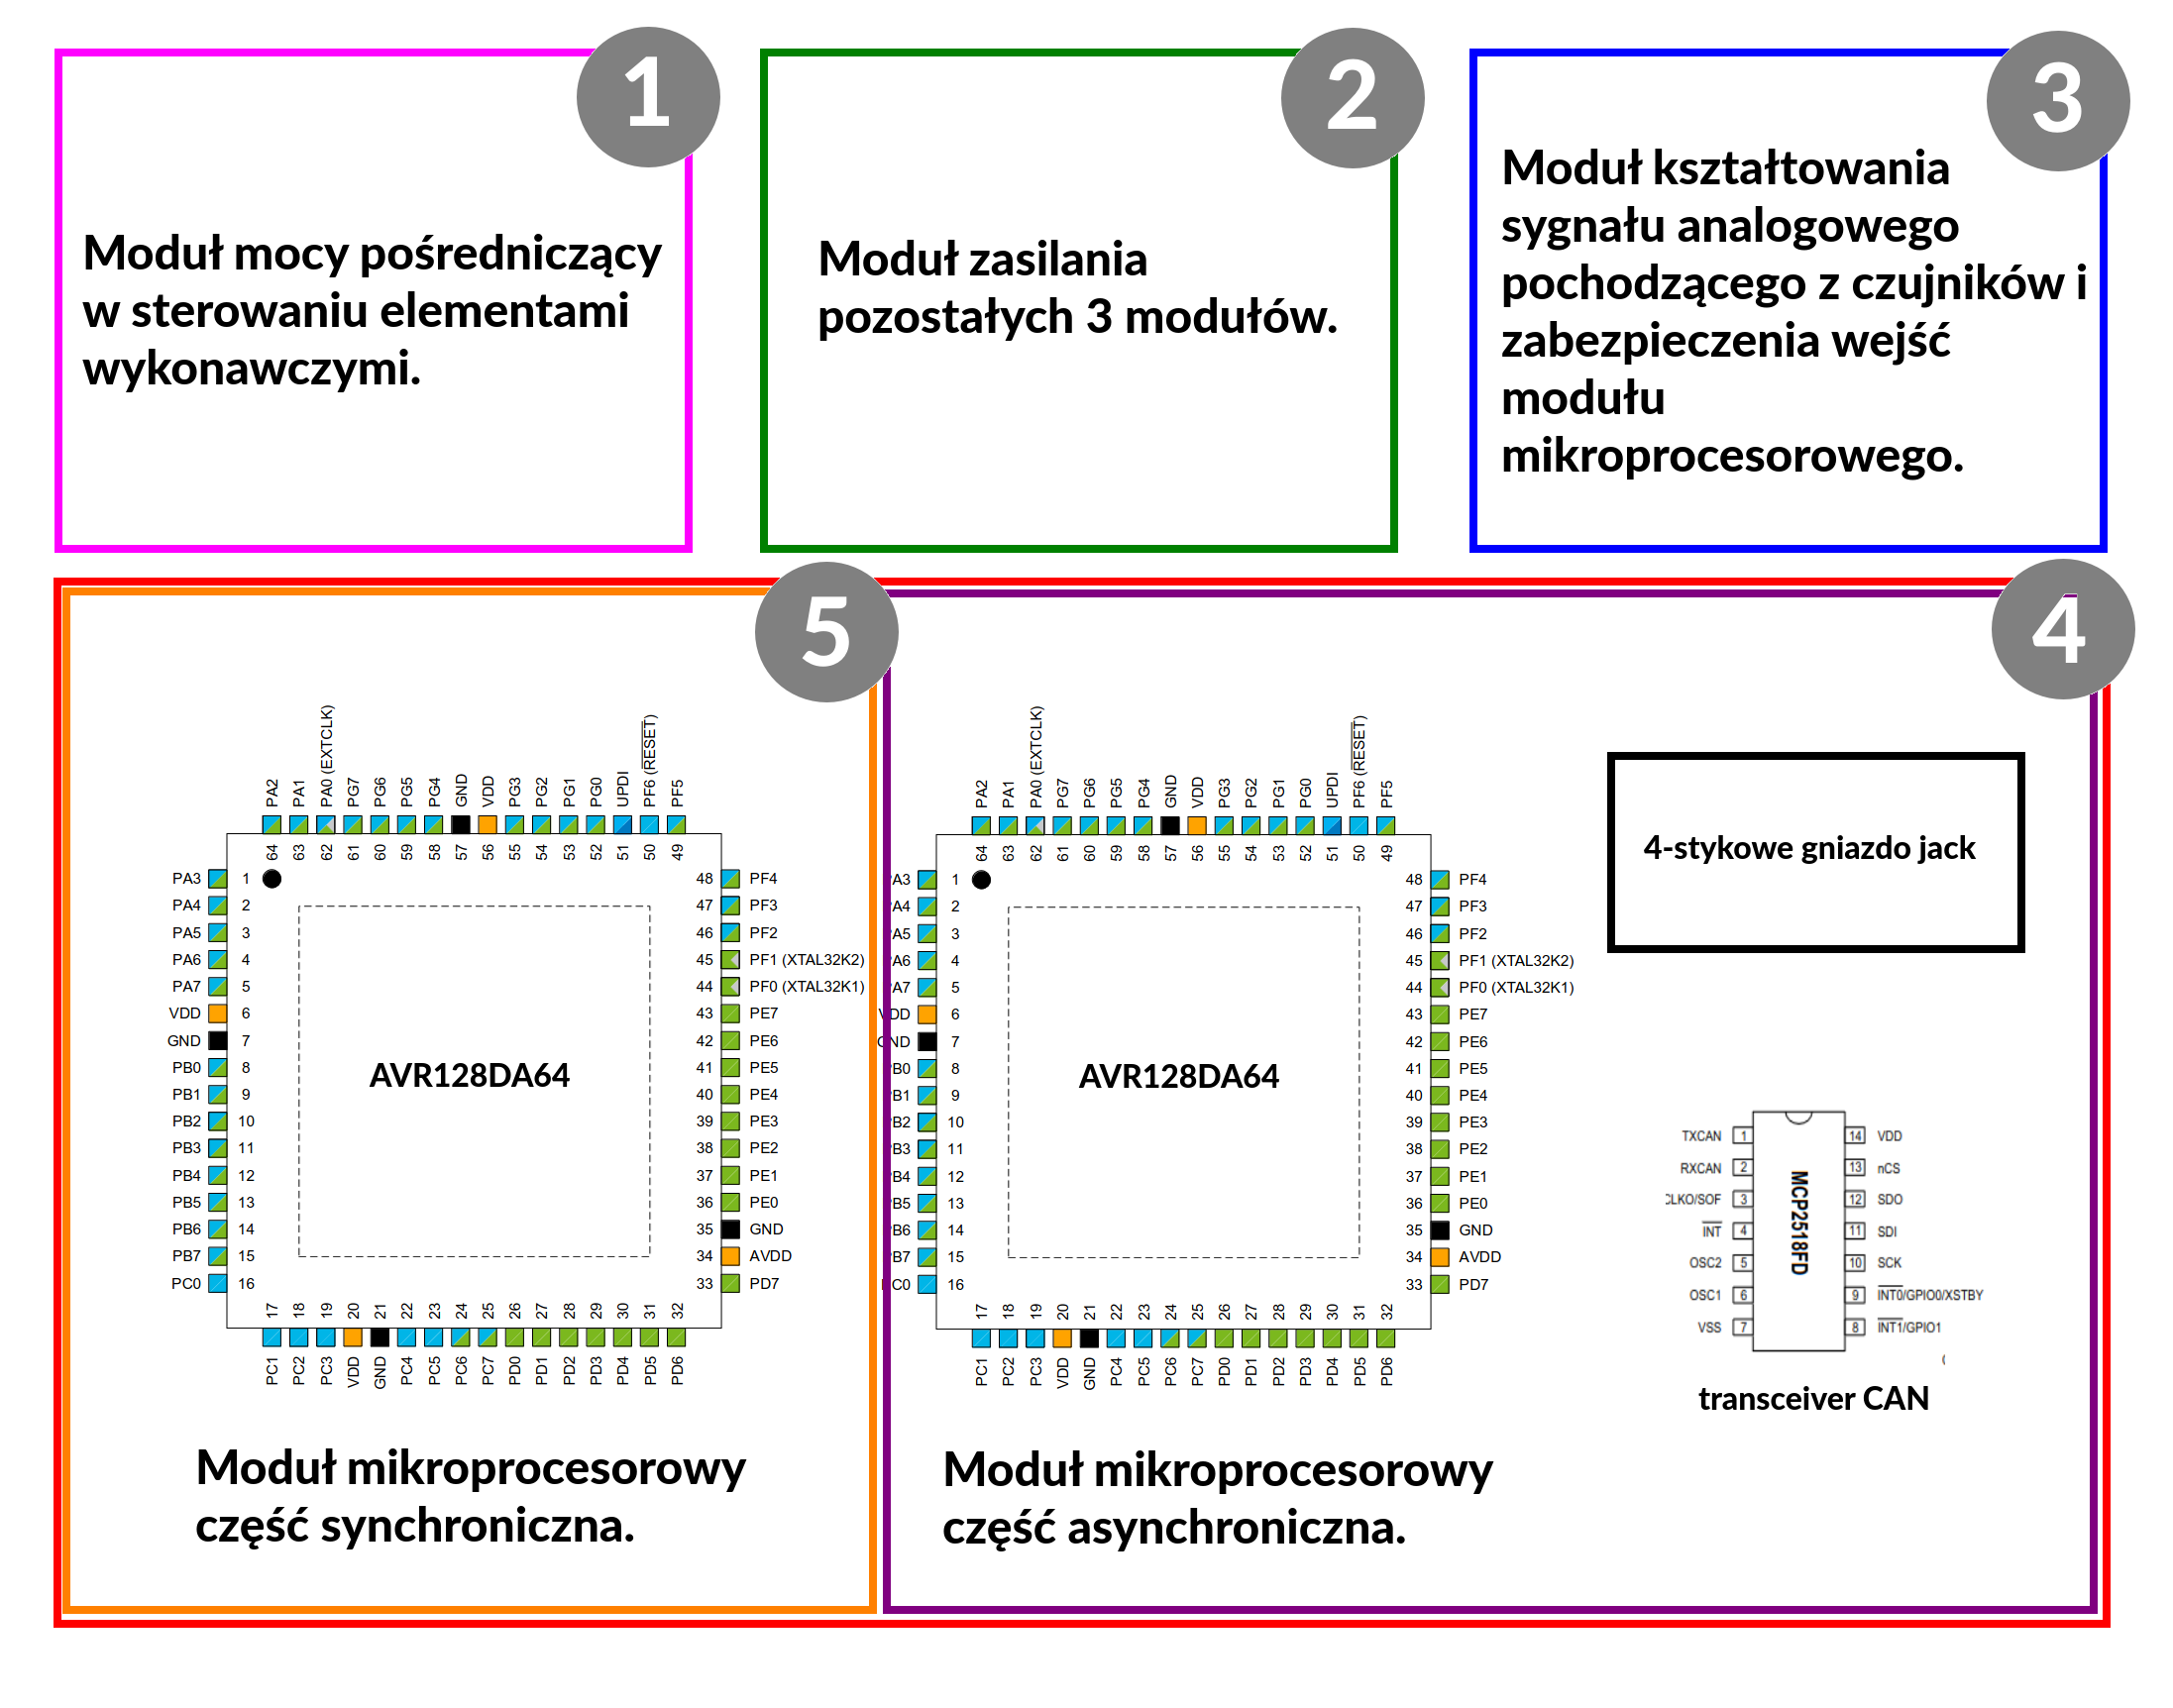 1
Moduł mocy pośredniczący
w sterowaniu elementami
wykonawczymi.
2
Moduł zasilania
pozostałych 3 modułów.
3
Moduł kształtowania
sygnału analogowego
pochodzącego z czujników i
zabezpieczenia wejść
modułu
mikroprocesorowego.
5
PA2 PA1 PA0 (EXTCLK) PG7 PG6 PG5 PG4 GND VDD PG3 PG2 PG1 PG0 UPDI PF6 (RESET) PF5
64 63 62 61 60 59 58 57 56 55 54 53 52 51 50 49
PA3 1 48 PF4
PA4 2 47 PF3
PA5 3 46 PF2
PA6 4 45 PF1 (XTAL32K2)
PA7 5 44 PF0 (XTAL32K1)
VDD 6 43 PE7
GND 7 42 PE6
PB0 8 41 PE5
PB1 9 40 PE4
PB2 10 39 PE3
PB3 11 38 PE2
PB4 12 37 PE1
PB5 13 36 PE0
PB6 14 35 GND
PB7 15 34 AVDD
PC0 16 33 PD7
AVR128DA64
17 18 19 20 21 22 23 24 25 26 27 28 29 30 31 32
PC1 PC2 PC3 VDD GND PC4 PC5 PC6 PC7 PD0 PD1 PD2 PD3 PD4 PD5 PD6
Moduł mikroprocesorowy
część synchroniczna.
4
PA2 PA1 PA0 (EXTCLK) PG7 PG6 PG5 PG4 GND VDD PG3 PG2 PG1 PG0 UPDI PF6 (RESET) PF5
64 63 62 61 60 59 58 57 56 55 54 53 52 51 50 49
A3 1 48 PF4
A4 2 47 PF3
A5 3 46 PF2
A6 4 45 PF1 (XTAL32K2)
A7 5 44 PF0 (XTAL32K1)
VDD 6 43 PE7
GND 7 42 PE6
B0 8 41 PE5
B1 9 40 PE4
B2 10 39 PE3
B3 11 38 PE2
B4 12 37 PE1
B5 13 36 PE0
B6 14 35 GND
B7 15 34 AVDD
C0 16 33 PD7
AVR128DA64
17 18 19 20 21 22 23 24 25 26 27 28 29 30 31 32
PC1 PC2 PC3 VDD GND PC4 PC5 PC6 PC7 PD0 PD1 PD2 PD3 PD4 PD5 PD6
Moduł mikroprocesorowy
część asynchroniczna.
4-stykowe gniazdo jack
TXCAN 1 14 VDD
RXCAN 2 13 nCS
CLKO/SOF 3 12 SDO
INT 4 11 SDI
OSC2 5 10 SCK
OSC1 6 9 INT0/GPIO0/XSTBY
VSS 7 8 INT1/GPIO1
MCP2518FD
transceiver CAN